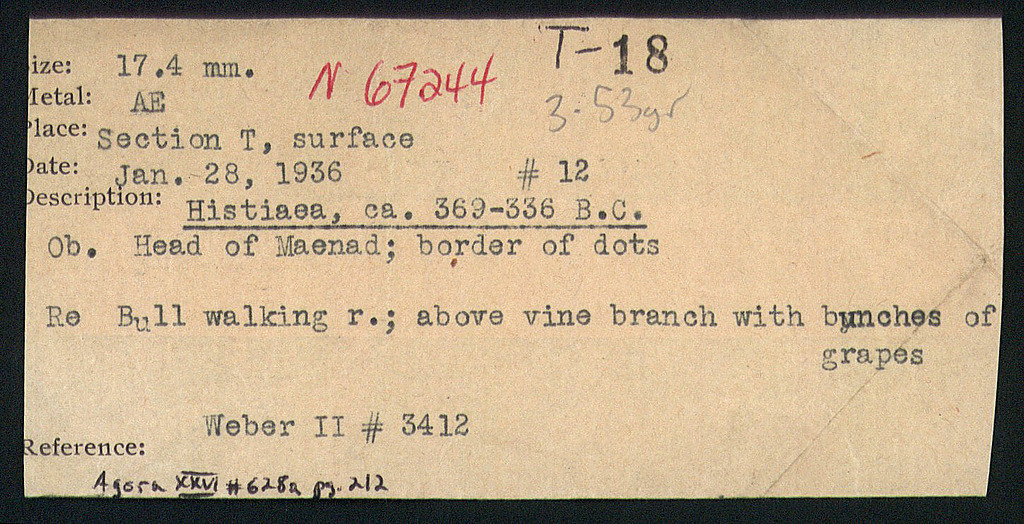 T-18
ize: 17.4 mm. N 67244
Metal: AE 3.53gr
Place: Section T, surface
Date: Jan. 28, 1936 # 12
Description: Histiaea, ca. 369-336 B.C.
Ob. Head of Maenad; border of dots
Re Bull walking r.; above vine branch with bunches of
grapes
Weber II # 3412
Reference:
Agora XXVI #628a pg. 212